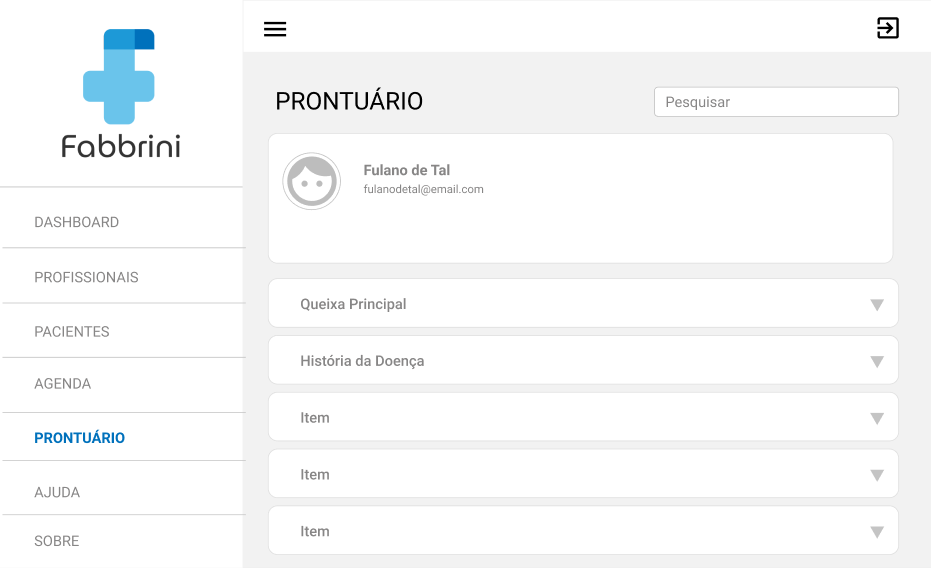 Fabbrini
DASHBOARD
PROFISSIONAIS
PACIENTES
AGENDA
PRONTUÁRIO
AJUDA
SOBRE
PRONTUÁRIO
Pesquisar
Fulano de Tal
fulanodetal@email.com
Queixa Principal
História da Doença
Item
Item
Item